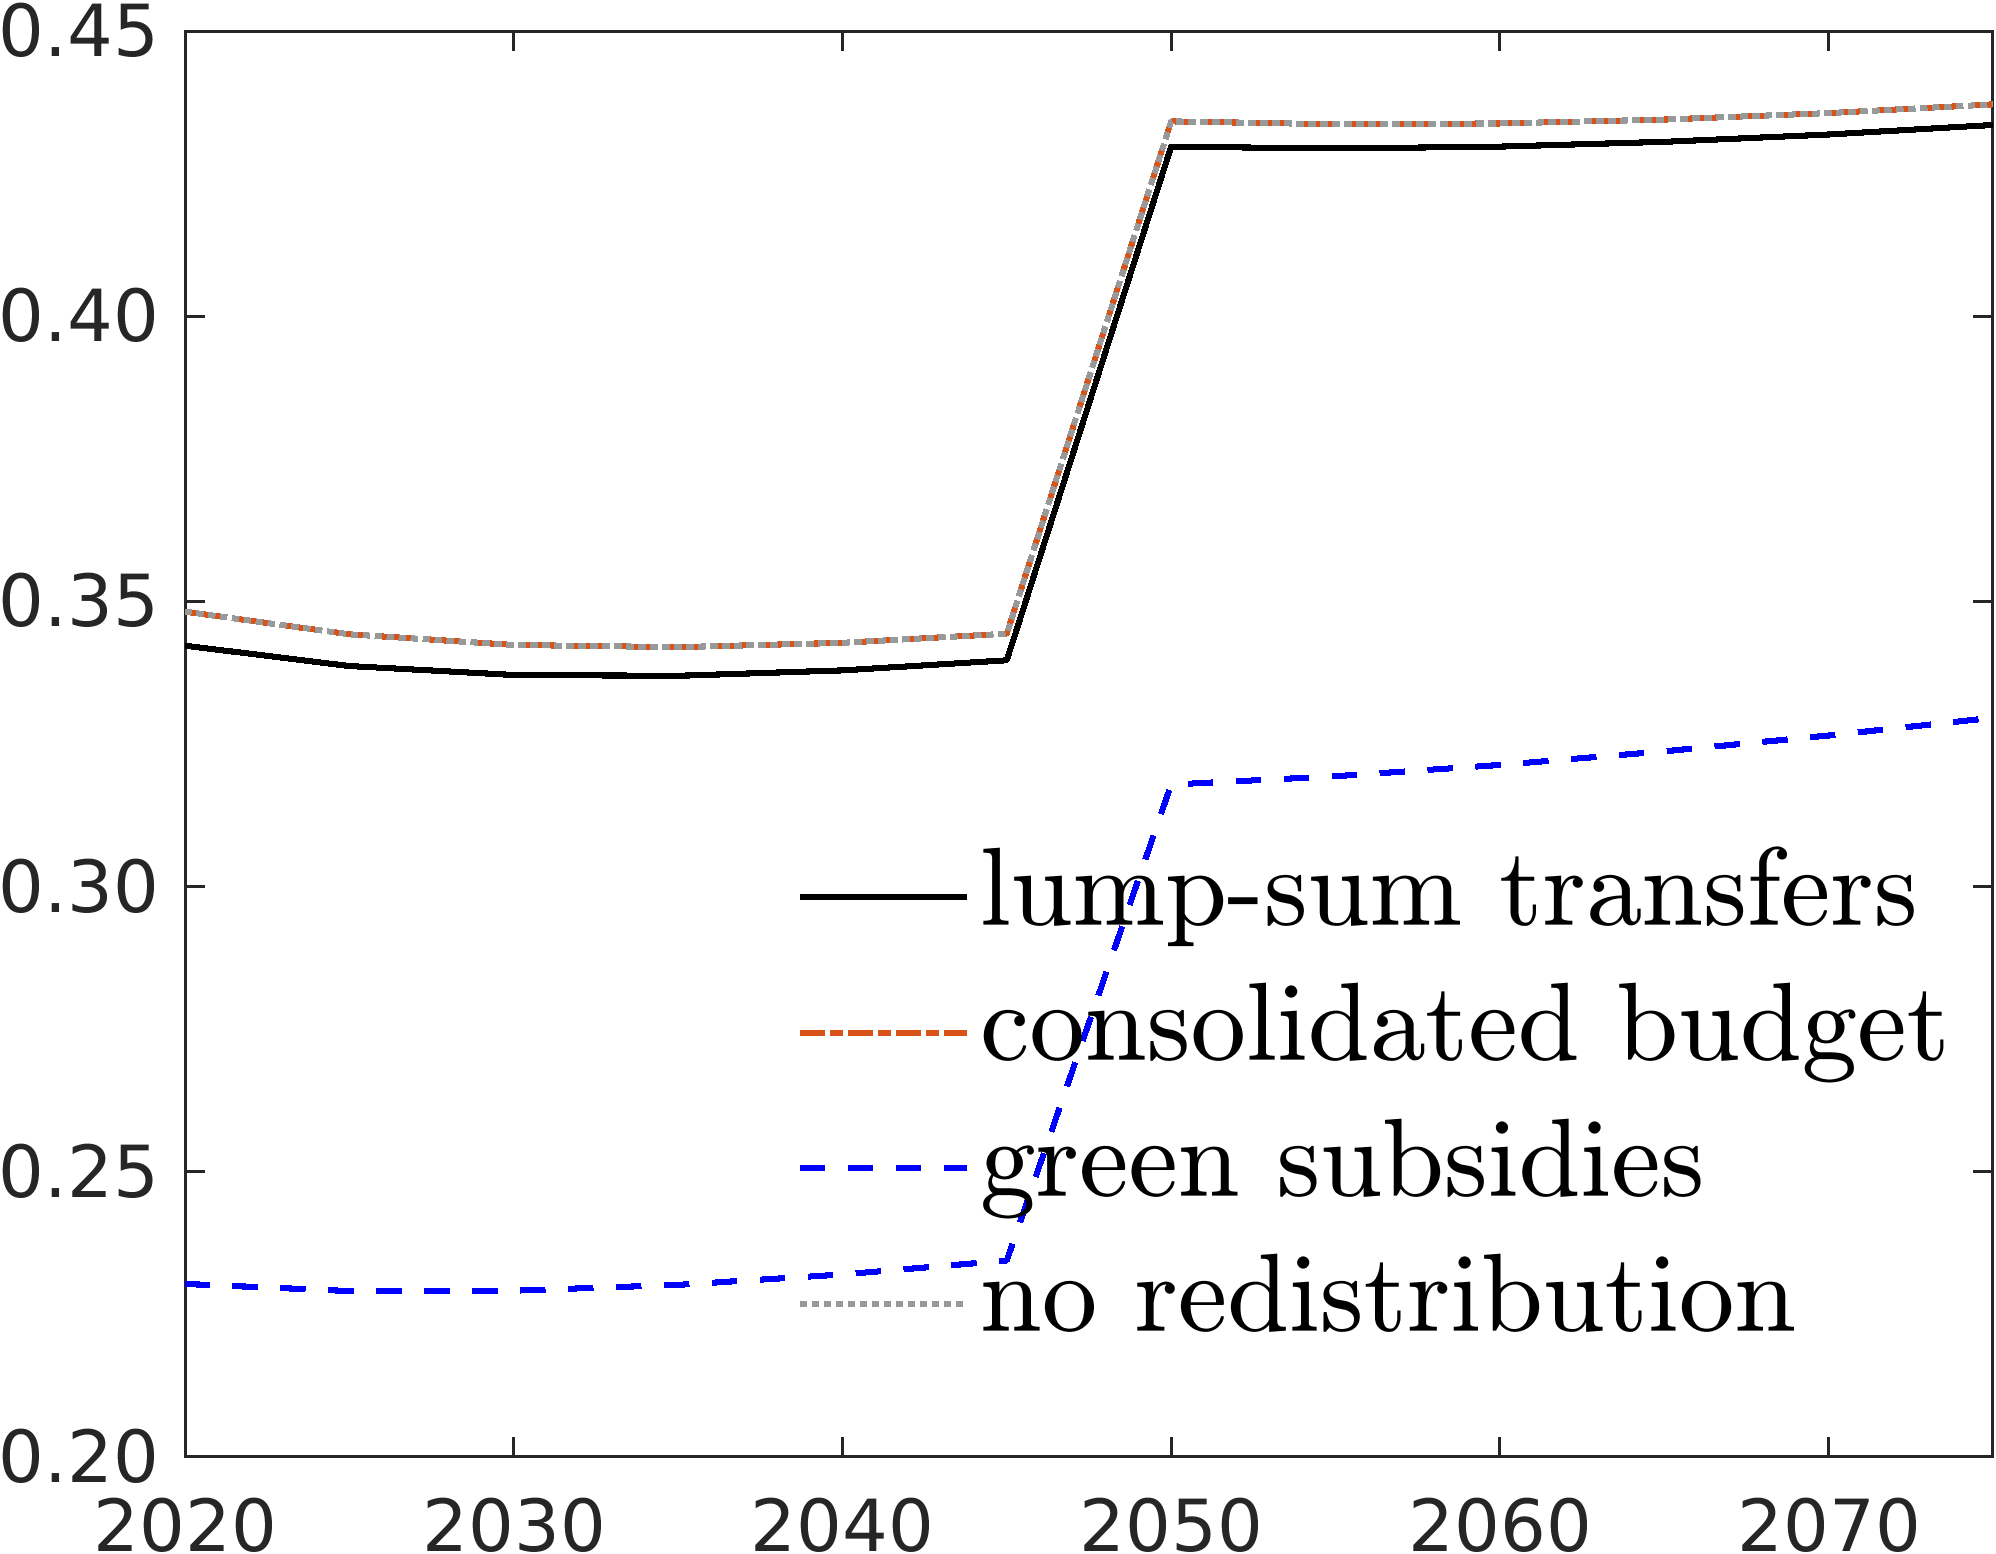 0.45
0.40
0.35
0.30
0.25
0.20
2020 2030 2040 2050 2060 2070
lump-sum transfers
consolidated budget
green subsidies
no redistribution